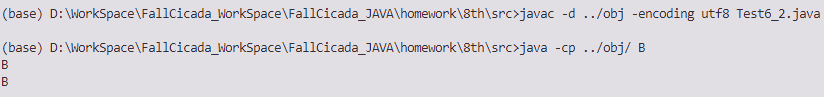 (base) D:\WorkSpace\FallCicada_WorkSpace\FallCicada_JAVA\homework\8th\src>javac -d ../obj -encoding utf8 Test6_2.java
(base) D:\WorkSpace\FallCicada_WorkSpace\FallCicada_JAVA\homework\8th\src>java -cp ../obj/ B
B
B